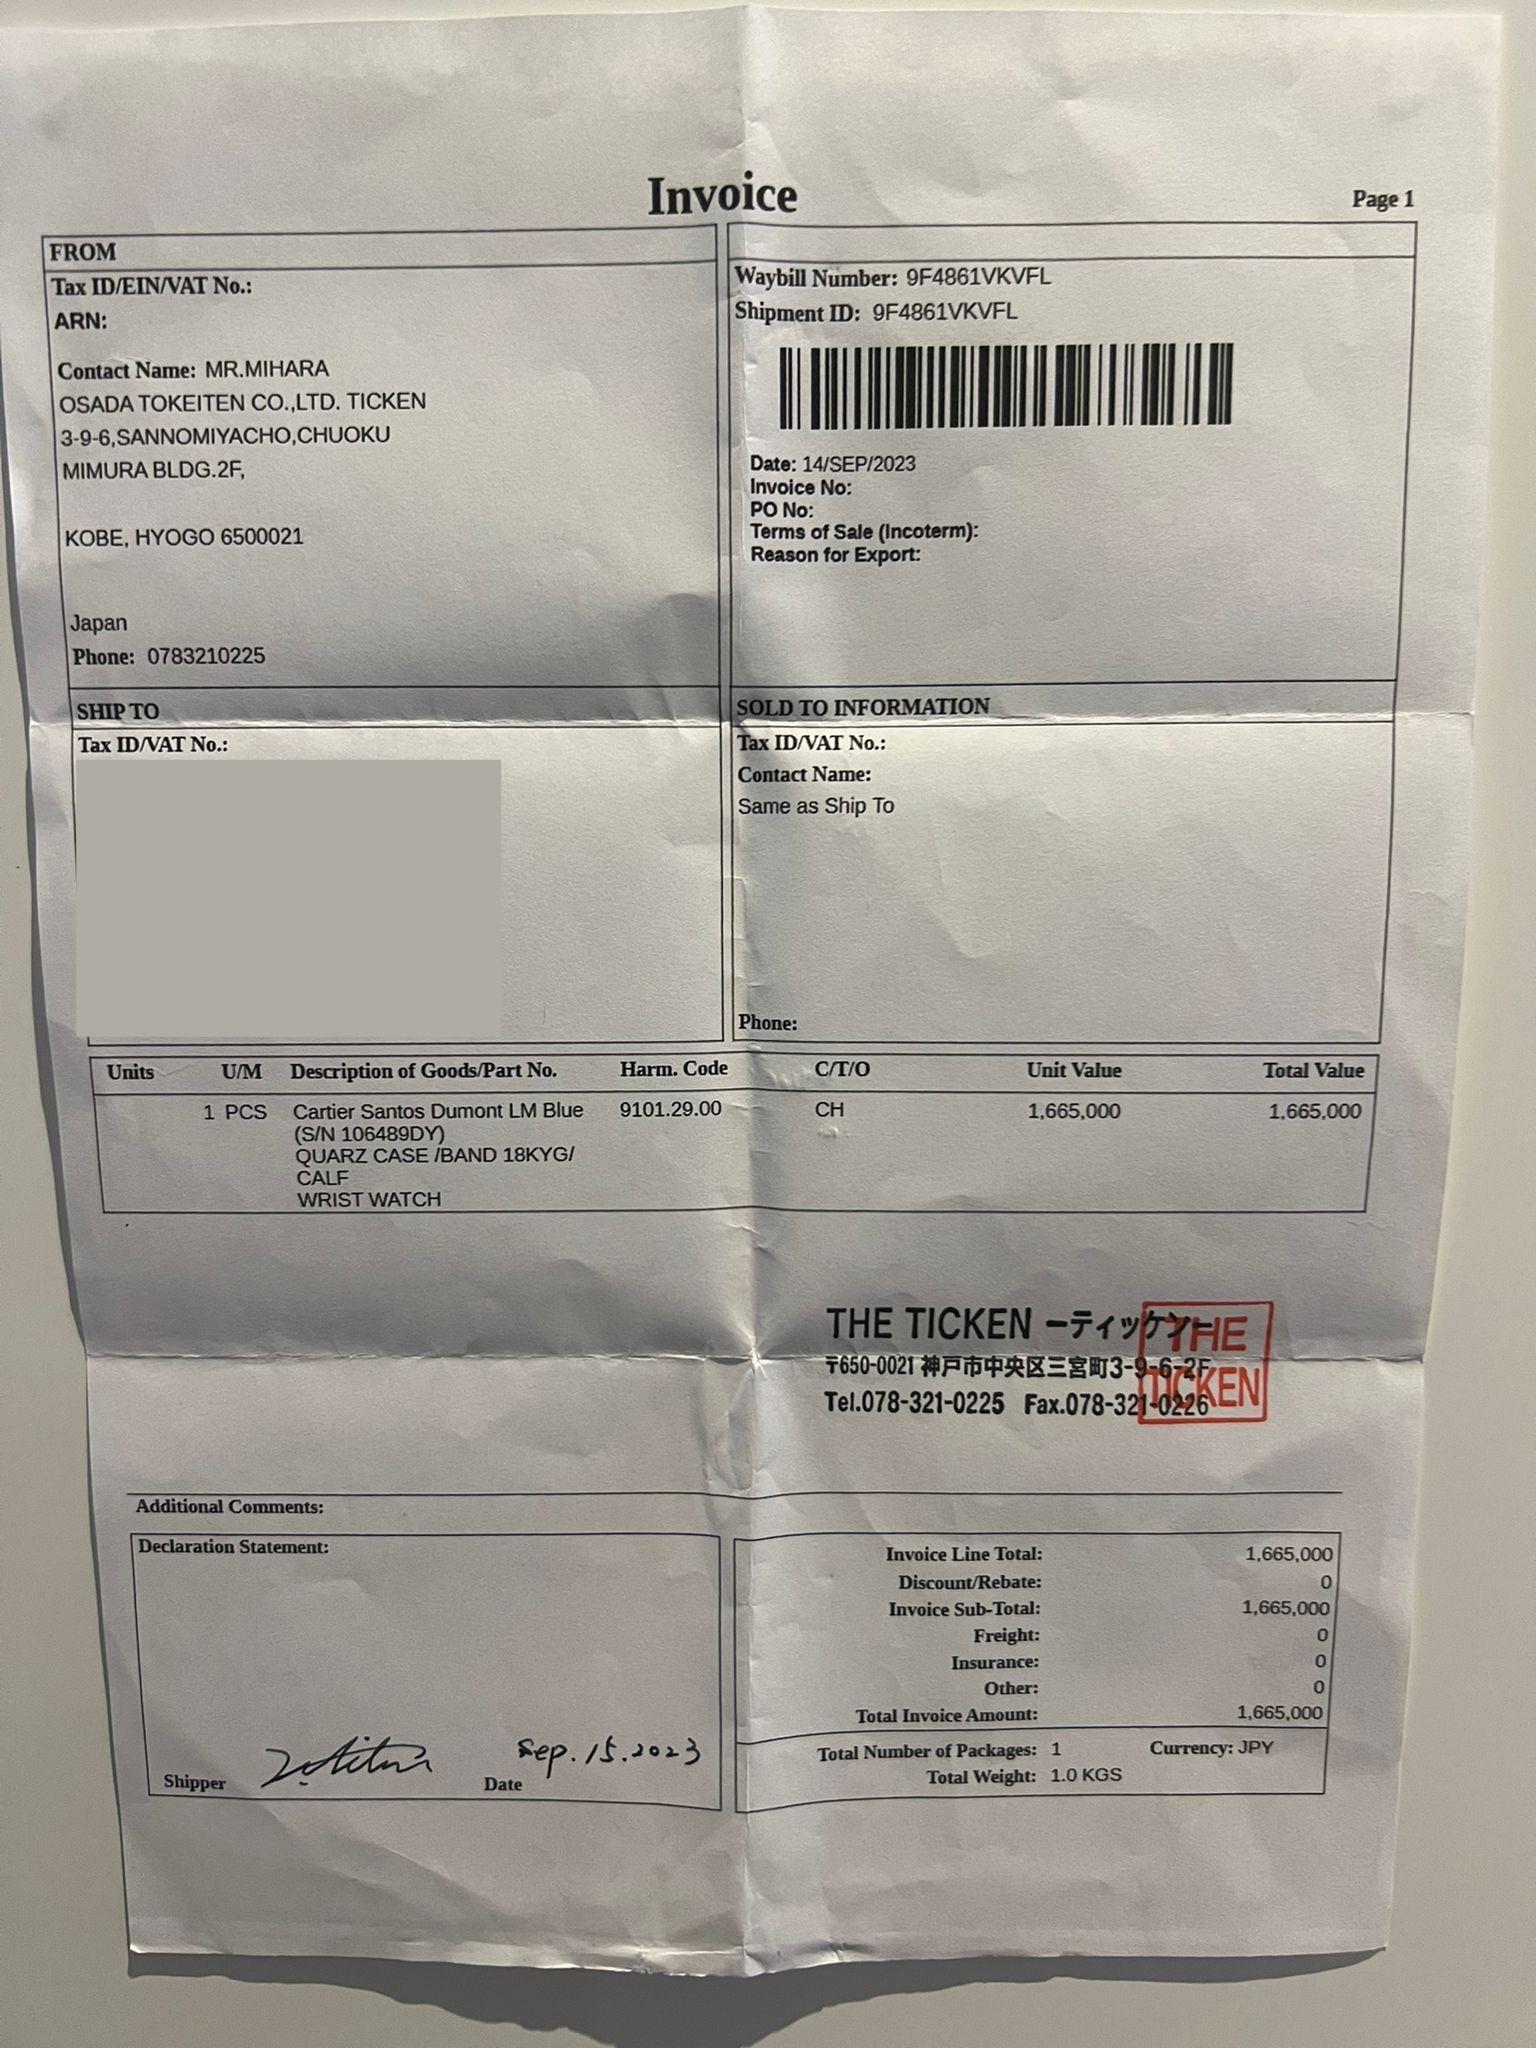 Invoice
Page 1
FROM
Tax ID/EIN/VAT No.:
ARN:
Contact Name: MR.MIHARA
OSADA TOKEITEN CO.,LTD. TICKEN
3-9-6,SANNOMIYACHO,CHUOKU
MIMURA BLDG.2F,
KOBE, HYOGO 6500021
Japan
Phone: 0783210225
Waybill Number: 9F4861VKVFL
Shipment ID: 9F4861VKVFL
Date: 14/SEP/2023
Invoice No:
PO No:
Terms of Sale (Incoterm):
Reason for Export:
SHIP TO
Tax ID/VAT No.:
SOLD TO INFORMATION
Tax ID/VAT No.:
Contact Name:
Same as Ship To
Phone:
Units U/M Description of Goods/Part No. Harm. Code C/T/O Unit Value Total Value
1 PCS Cartier Santos Dumont LM Blue 9101.29.00 CH 1,665,000 1,665,000
(S/N 106489DY)
QUARZ CASE /BAND 18KYG/
CALF
WRIST WATCH
THE TICKEN ーティッケンー
〒650-0021 神戸市中央区三宮町3-9-6-2F
Tel.078-321-0225 Fax.078-321-0226
THE
TICKEN
Additional Comments:
Declaration Statement:
Shipper
Date Sep.15.2023
Invoice Line Total: 1,665,000
Discount/Rebate: 0
Invoice Sub-Total: 1,665,000
Freight: 0
Insurance: 0
Other: 0
Total Invoice Amount: 1,665,000
Total Number of Packages: 1 Currency: JPY
Total Weight: 1.0 KGS